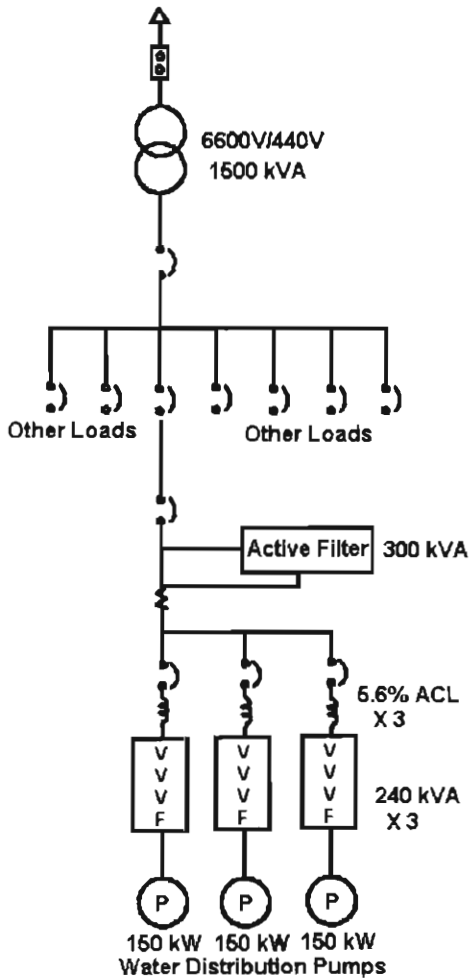 6600V/440V
1500 kVA
Other Loads
Other Loads
Active Filter
300 kVA
5.6% ACL
X 3
V
V
V
F
V
V
V
F
V
V
V
F
240 kVA
X 3
P
P
P
150 kW
150 kW
150 kW
Water Distribution Pumps